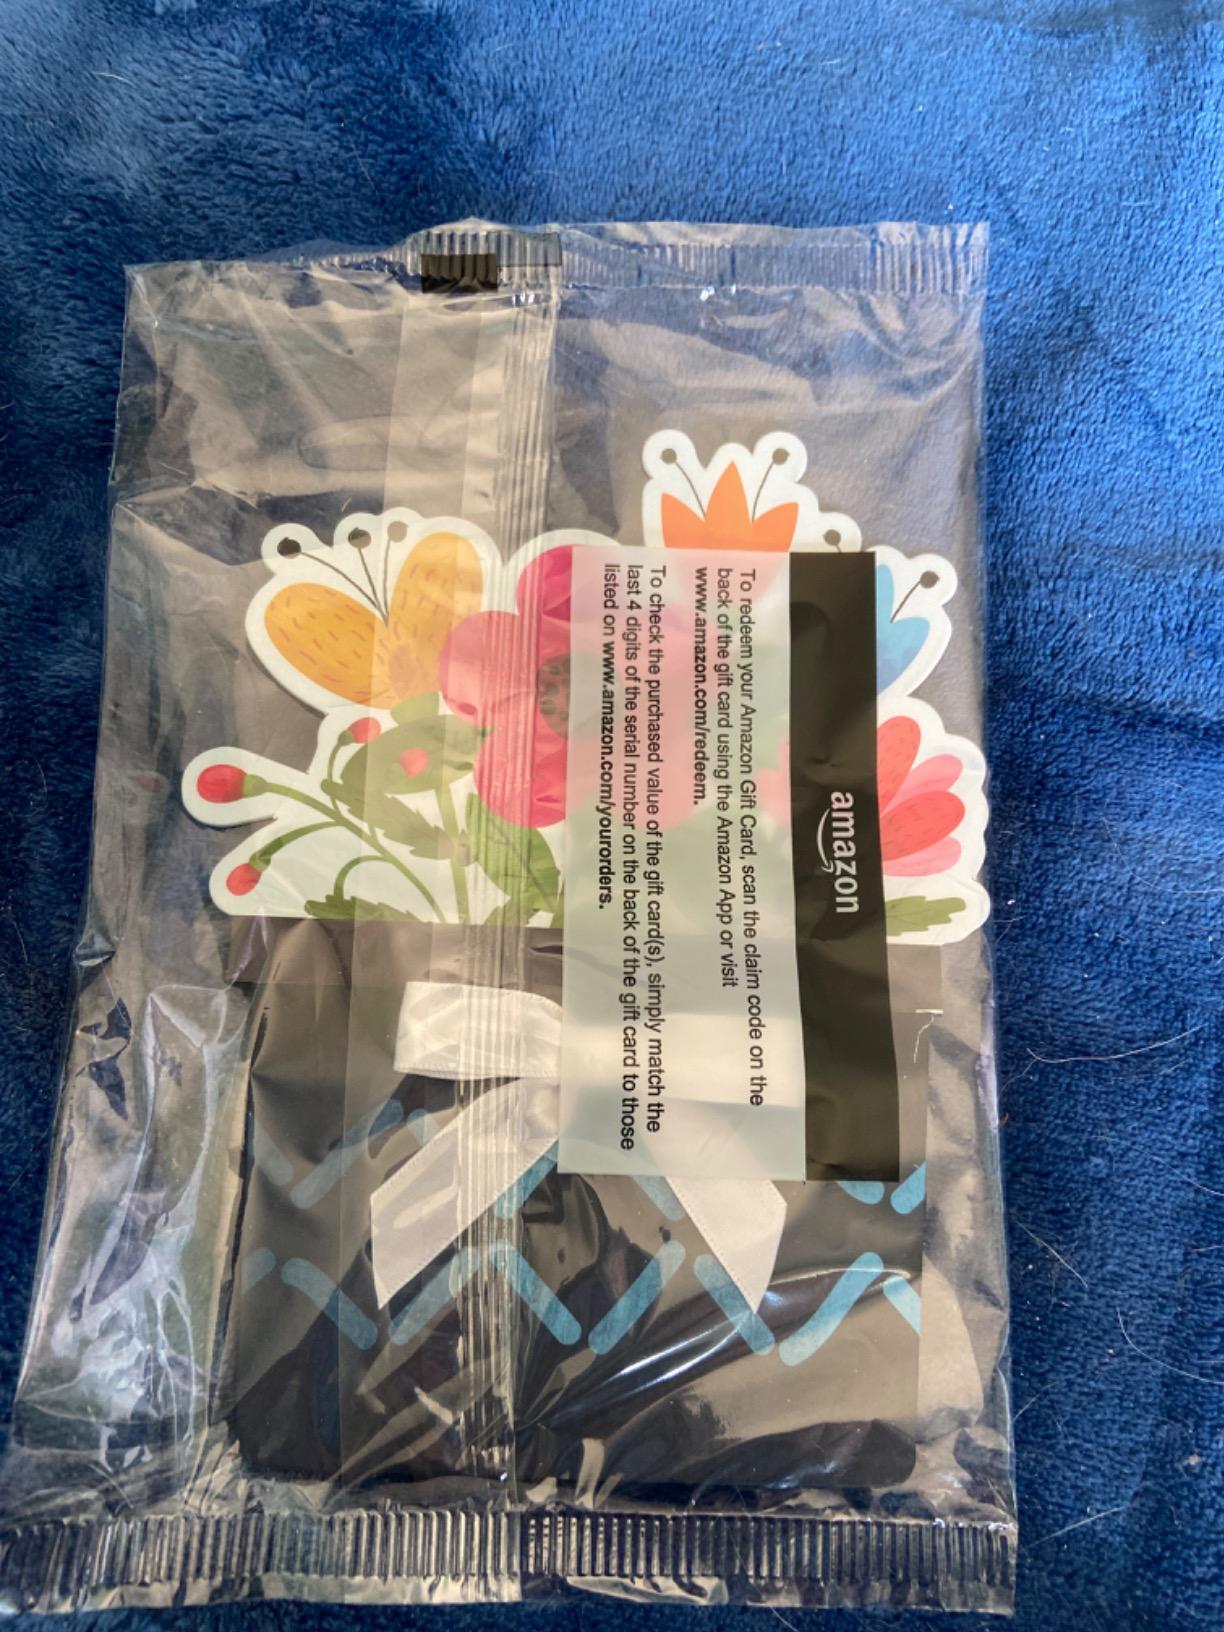 amazon
To redeem your Amazon Gift Card, scan the claim code on the
back of the gift card using the Amazon App or visit
www.amazon.com/redeem.
To check the purchased value of the gift card(s), simply match the
last 4 digits of the serial number on the back of the gift card to those
listed on www.amazon.com/yourorders.